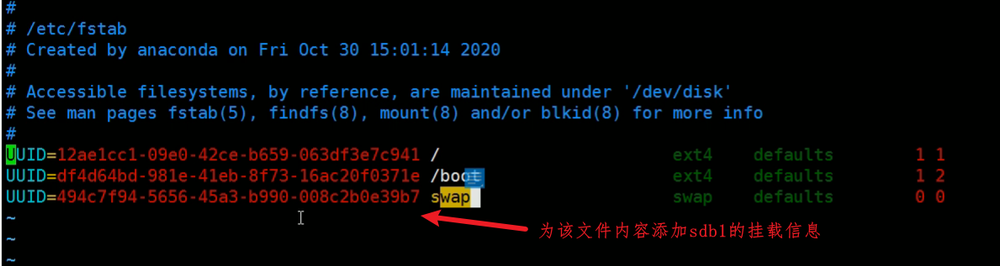 #
# /etc/fstab
# Created by anaconda on Fri Oct 30 15:01:14 2020
#
# Accessible filesystems, by reference, are maintained under '/dev/disk'
# See man pages fstab(5), findfs(8), mount(8) and/or blkid(8) for more info
#
UUID=12ae1cc1-09e0-42ce-b659-063df3e7c941 / ext4 defaults 1 1
UUID=df4d64bd-981e-41eb-8f73-16ac20f0371e /boot ext4 defaults 1 2
UUID=494c7f94-5656-45a3-b990-008c2b0e39b7 swap swap defaults 0 0
~
~
为该文件内容添加sdb1的挂载信息
~